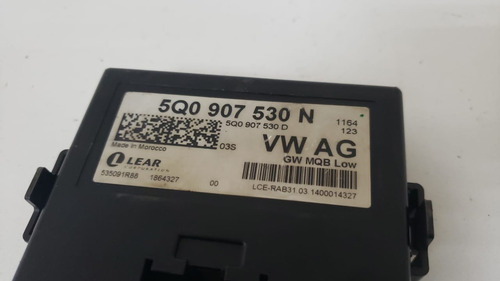 5Q0 907 530 N
1164
5Q0 907 530 D
123
Made in Morocco
03S
VW AG
GW MQB Low
LEAR
CORPORATION
535091R88 1864327 00
LCE-RAB31.03.1400014327